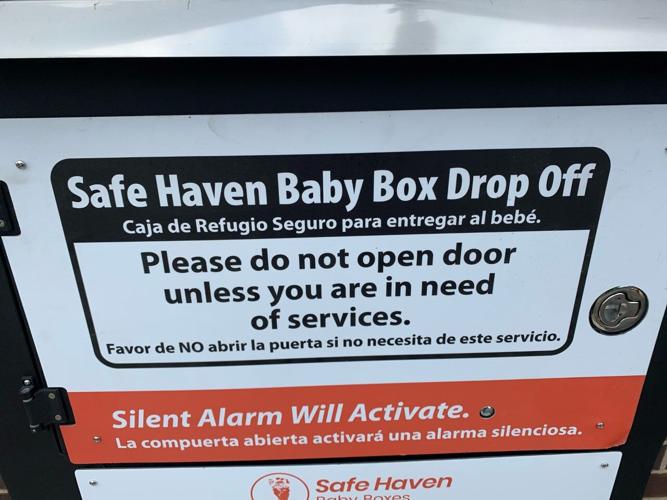 Safe Haven Baby Box Drop Off
Caja de Refugio Seguro para entregar al bebé.
Please do not open door
unless you are in need
of services.
Favor de NO abrir la puerta si no necesita de este servicio.
Silent Alarm Will Activate.
La compuerta abierta activará una alarma silenciosa.
Safe Haven
Baby Boxes